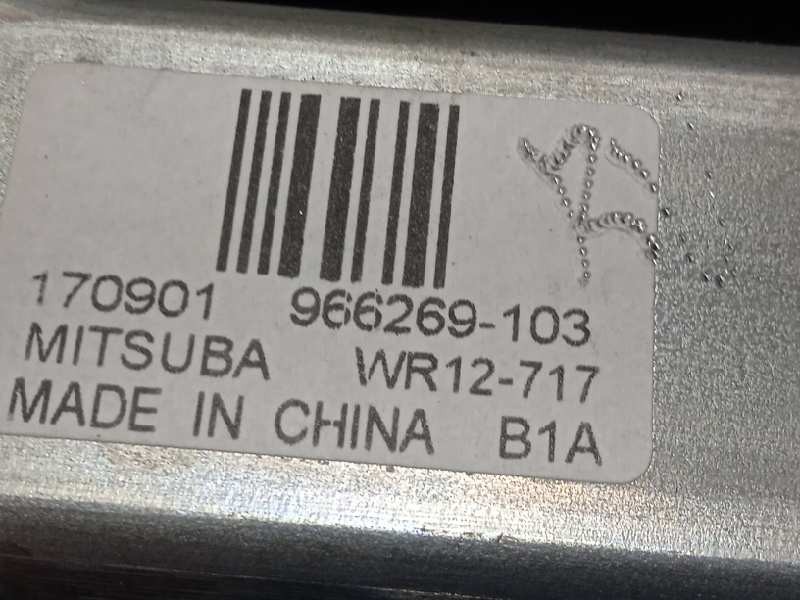 170901 966269-103
MITSUBA WR12-717
MADE IN CHINA B1A